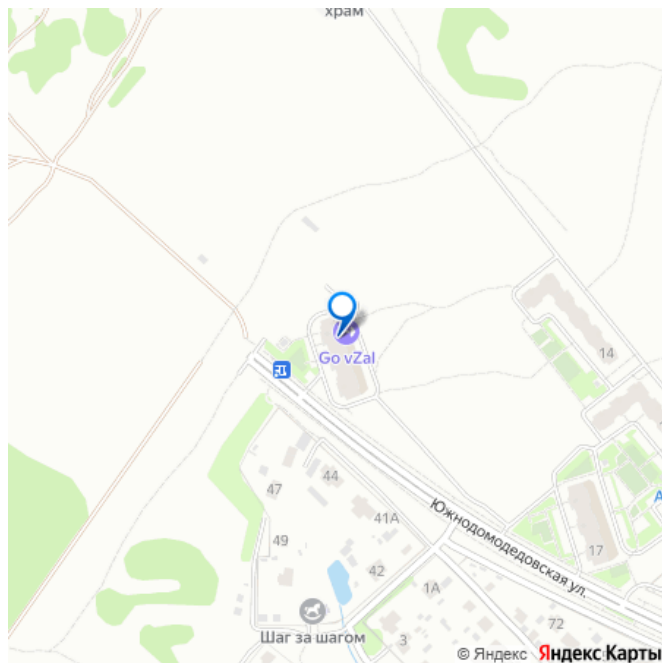 храм
Go vZal
14
44
47
41А
Южнодомодедовская ул.
49
17
42
1А
72
Шаг за шагом
3
© Яндекс Яндекс Карты